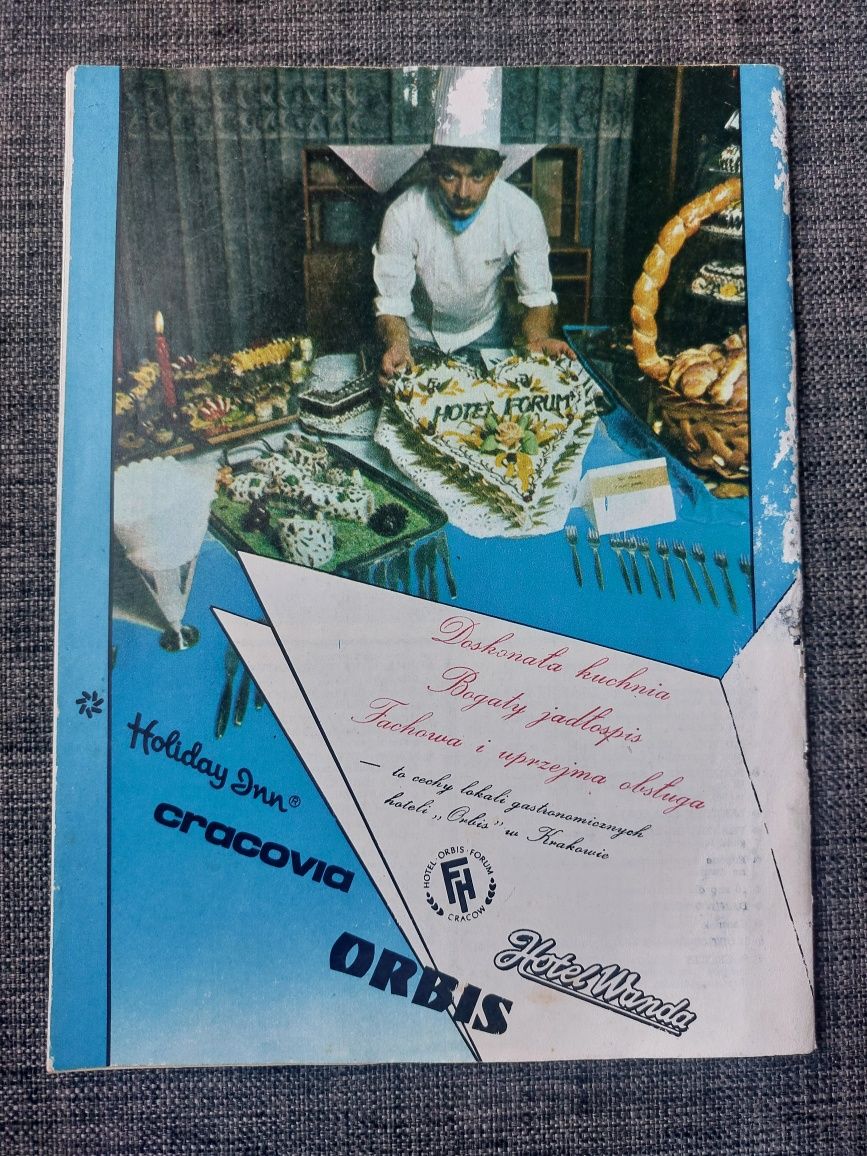 HOTEL FORUM
Doskonała kuchnia
Bogaty jadłospis
Fachowa i uprzejma obsługa
— to cechy lokali gastronomicznych
hoteli „Orbis” w Krakowie
Holiday Inn®
cracovia
HOTEL · ORBIS · FORUM
FH
CRACOW
ORBIS
Hotel Wanda